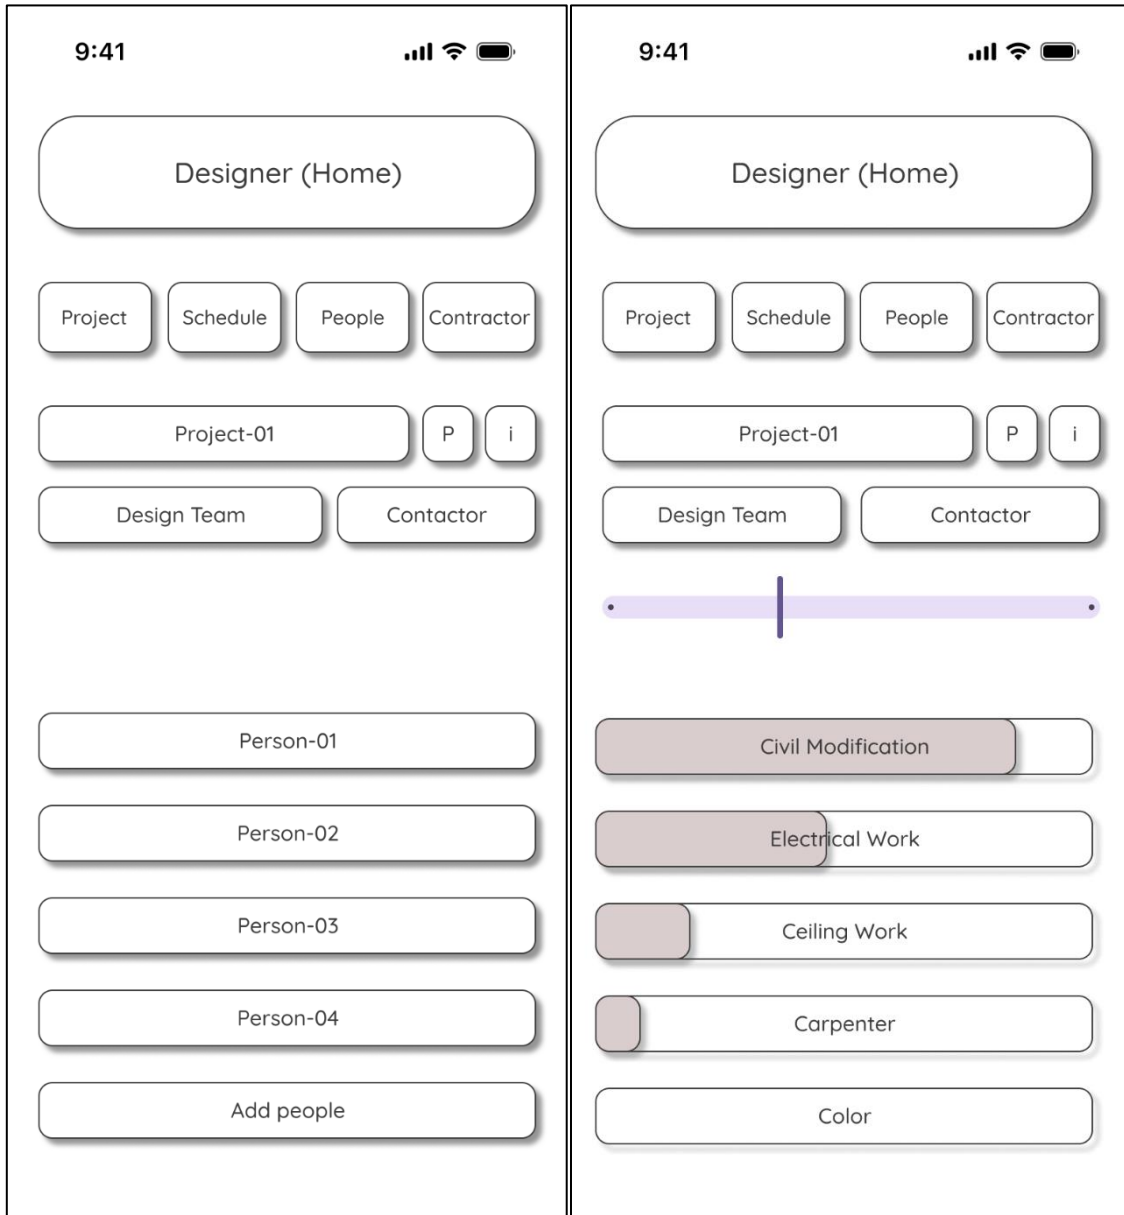 9:41
Designer (Home)
Project Schedule People Contractor
Project-01 P i
Design Team Contactor
Person-01
Person-02
Person-03
Person-04
Add people
9:41
Designer (Home)
Project Schedule People Contractor
Project-01 P i
Design Team Contactor
Civil Modification
Electrical Work
Ceiling Work
Carpenter
Color